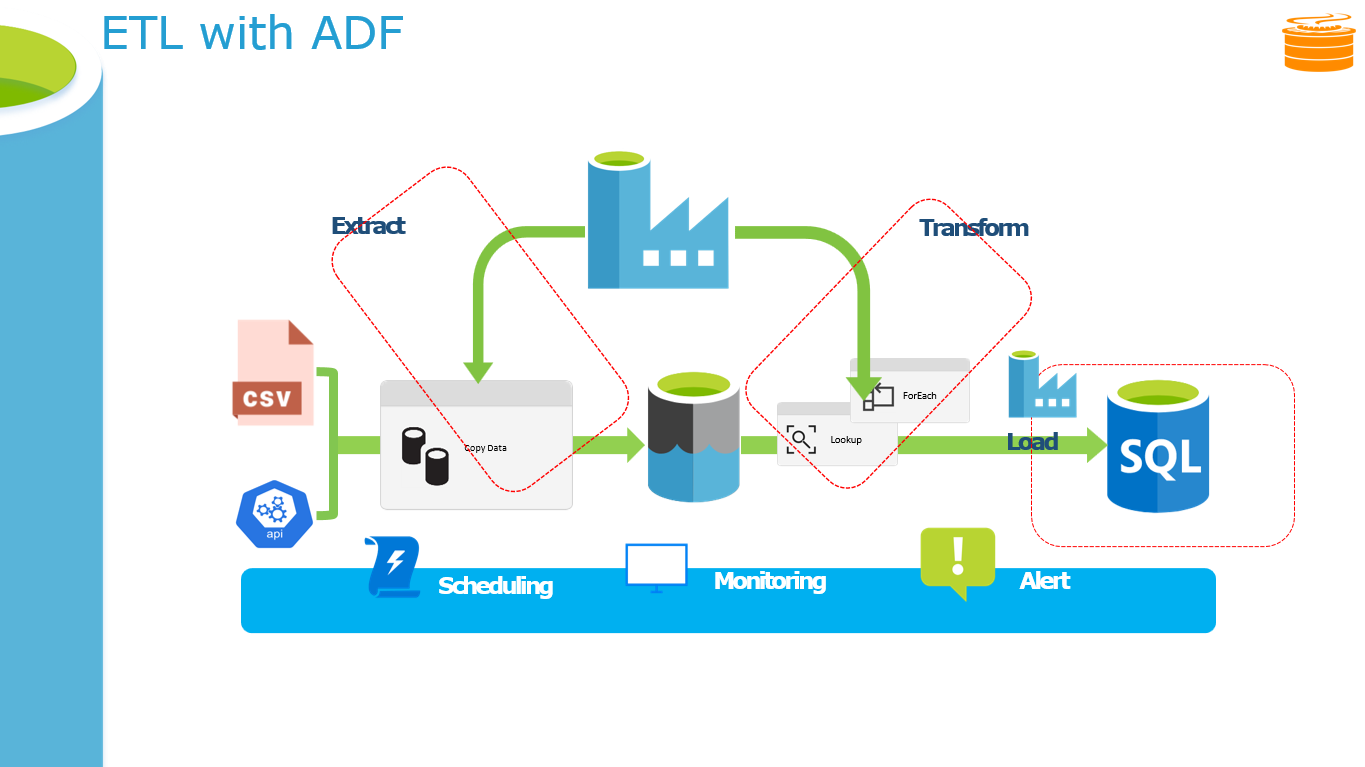 ETL with ADF
Extract
Transform
CSV
ForEach
Copy Data
Lookup
Load
SQL
api
Scheduling
Monitoring
Alert